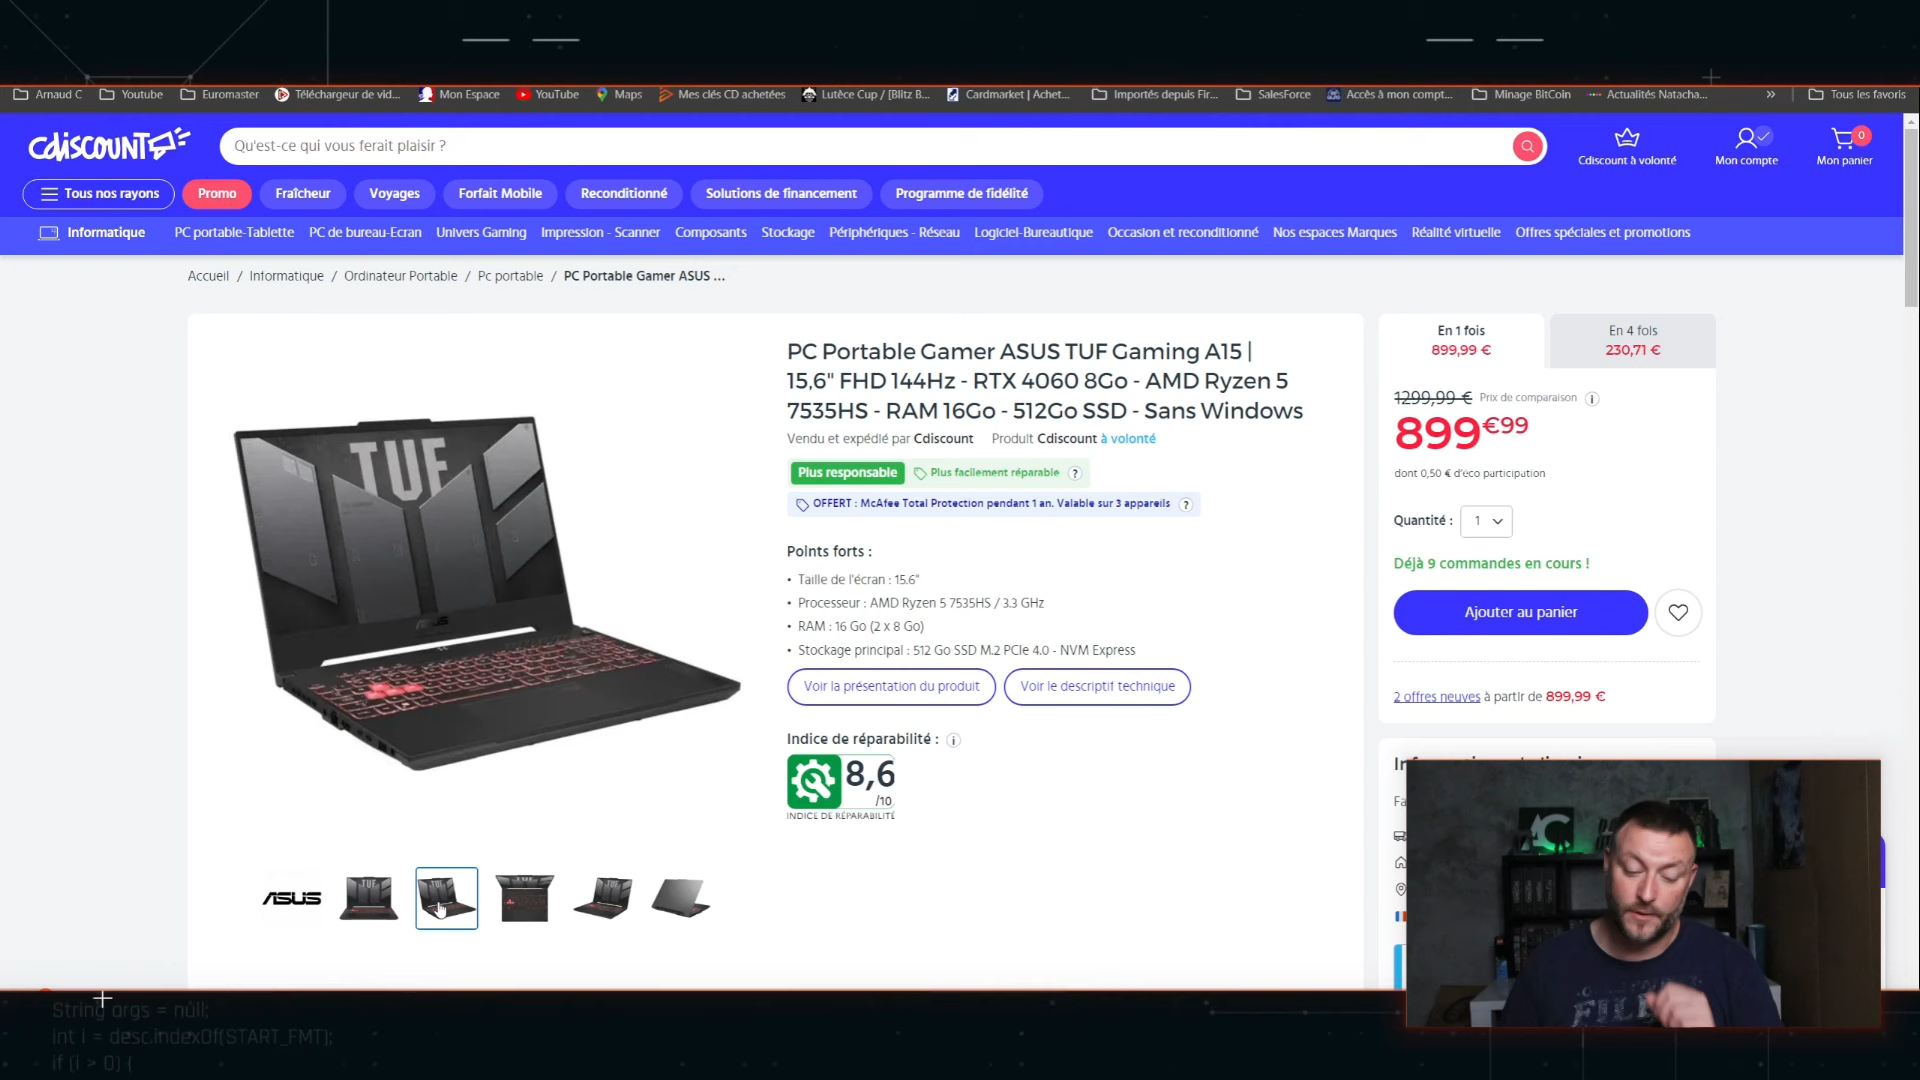 Arnaud C
Youtube
Euromaster
Téléchargeur de vid...
Mon Espace
YouTube
Maps
Mes clés CD achetées
Lutèce Cup / [Blitz B...
Cardmarket | Achet...
Importés depuis Fir...
SalesForce
Accès à mon compt...
Minage BitCoin
Actualités Natacha...
»
Tous les favoris
CDISCOUNT
Qu'est-ce qui vous ferait plaisir ?
Cdiscount à volonté
Mon compte
0
Mon panier
Tous nos rayons
Promo
Fraîcheur
Voyages
Forfait Mobile
Reconditionné
Solutions de financement
Programme de fidélité
Informatique
PC portable-Tablette
PC de bureau-Ecran
Univers Gaming
Impression - Scanner
Composants
Stockage
Périphériques - Réseau
Logiciel-Bureautique
Occasion et reconditionné
Nos espaces Marques
Réalité virtuelle
Offres spéciales et promotions
Accueil / Informatique / Ordinateur Portable / Pc portable / PC Portable Gamer ASUS ...
TUF
ASUS
PC Portable Gamer ASUS TUF Gaming A15 |
15,6" FHD 144Hz - RTX 4060 8Go - AMD Ryzen 5
7535HS - RAM 16Go - 512Go SSD - Sans Windows
Vendu et expédié par Cdiscount Produit Cdiscount à volonté
Plus responsable Plus facilement réparable ?
OFFERT : McAfee Total Protection pendant 1 an. Valable sur 3 appareils ?
Points forts :
• Taille de l'écran : 15.6"
• Processeur : AMD Ryzen 5 7535HS / 3.3 GHz
• RAM : 16 Go (2 x 8 Go)
• Stockage principal : 512 Go SSD M.2 PCIe 4.0 - NVM Express
Voir la présentation du produit
Voir le descriptif technique
Indice de réparabilité : i
8,6
/10
INDICE DE RÉPARABILITÉ
ASUS
TUF
TUF
TUF
En 1 fois
899,99 €
En 4 fois
230,71 €
1299,99 € Prix de comparaison i
899€99
dont 0,50 € d'éco participation
Quantité : 1
Déjà 9 commandes en cours !
Ajouter au panier
2 offres neuves à partir de 899,99 €
String args = null;
int i = desc.indexOf(START_FMT);
if (i > 0) {